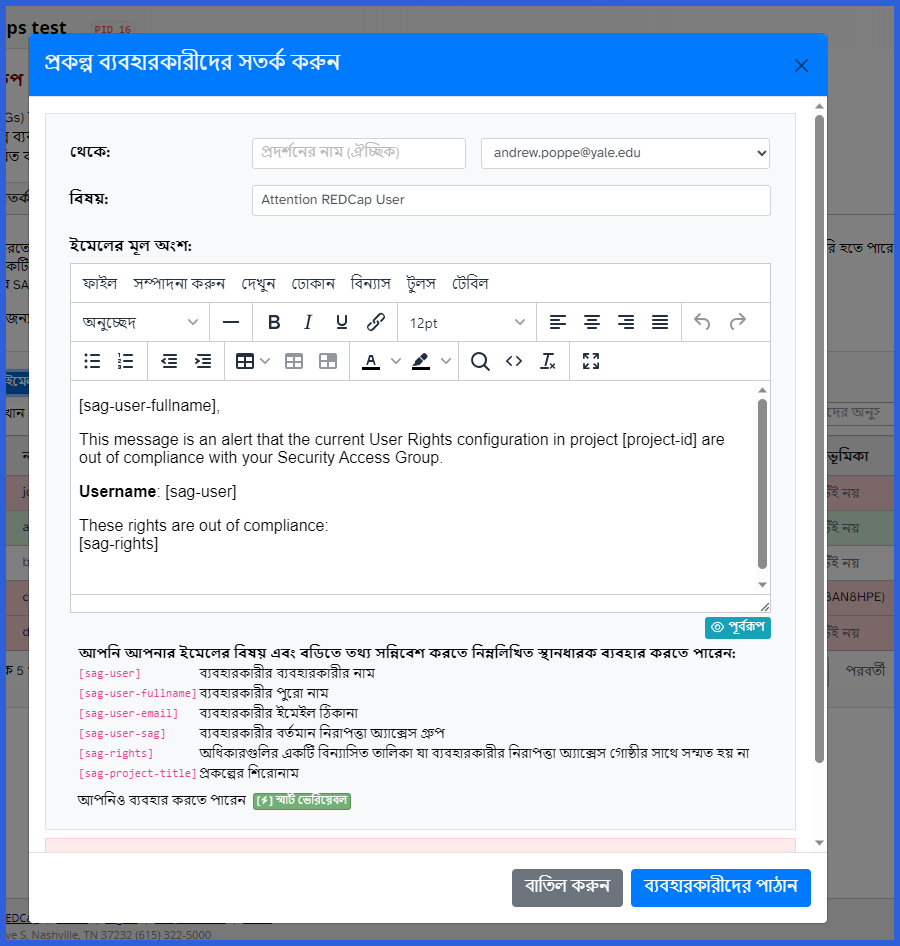 ps test PID 16
প্রকল্প ব্যবহারকারীদের সতর্ক করুন
থেকে: প্রদর্শনের নাম (ঐচ্ছিক) andrew.poppe@yale.edu
বিষয়: Attention REDCap User
ইমেলের মূল অংশ:
ফাইল সম্পাদনা করুন দেখুন ঢোকান বিন্যাস টুলস টেবিল
অনুচ্ছেদ B I U 12pt
A
[sag-user-fullname],
This message is an alert that the current User Rights configuration in project [project-id] are
out of compliance with your Security Access Group.
Username: [sag-user]
These rights are out of compliance:
[sag-rights]
পূর্বরূপ
আপনি আপনার ইমেলের বিষয় এবং বডিতে তথ্য সন্নিবেশ করতে নিম্নলিখিত স্থানধারক ব্যবহার করতে পারেন:
[sag-user] ব্যবহারকারীর ব্যবহারকারীর নাম
[sag-user-fullname] ব্যবহারকারীর পুরো নাম
[sag-user-email] ব্যবহারকারীর ইমেইল ঠিকানা
[sag-user-sag] ব্যবহারকারীর বর্তমান নিরাপত্তা অ্যাক্সেস গ্রুপ
[sag-rights] অধিকারগুলির একটি বিন্যাসিত তালিকা যা ব্যবহারকারীর নিরাপত্তা অ্যাক্সেস গোষ্ঠীর সাথে সম্মত হয় না
[sag-project-title] প্রকল্পের শিরোনাম
আপনিও ব্যবহার করতে পারেন [⚡] স্মার্ট ভেরিয়েবল
রি হতে পারে
ভূমিকা
BAN8HPE)
পরবর্তী
বাতিল করুন ব্যবহারকারীদের পাঠান
ve S, Nashville, TN 37232 (615) 322-5000